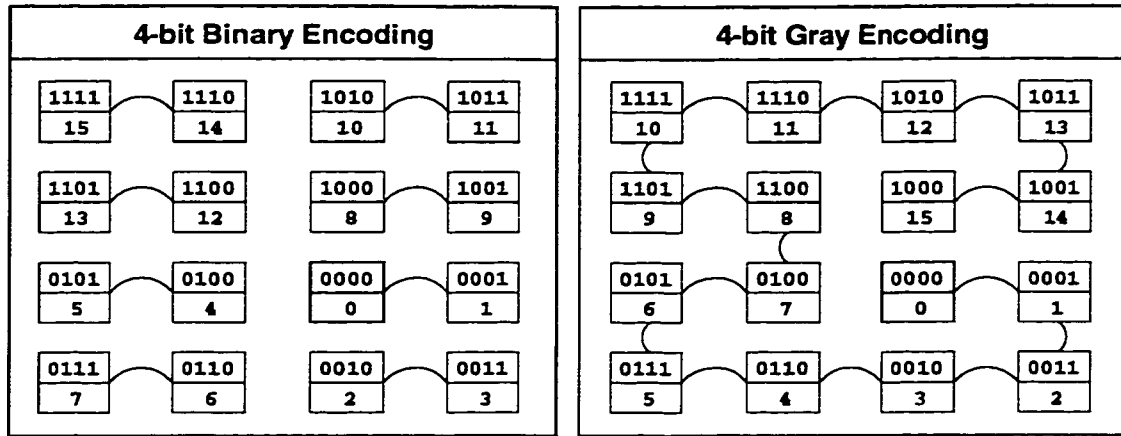 4-bit Binary Encoding
1111 1110 1010 1011
15 14 10 11
1101 1100 1000 1001
13 12 8 9
0101 0100 0000 0001
5 4 0 1
0111 0110 0010 0011
7 6 2 3
4-bit Gray Encoding
1111 1110 1010 1011
10 11 12 13
1101 1100 1000 1001
9 8 15 14
0101 0100 0000 0001
6 7 0 1
0111 0110 0010 0011
5 4 3 2